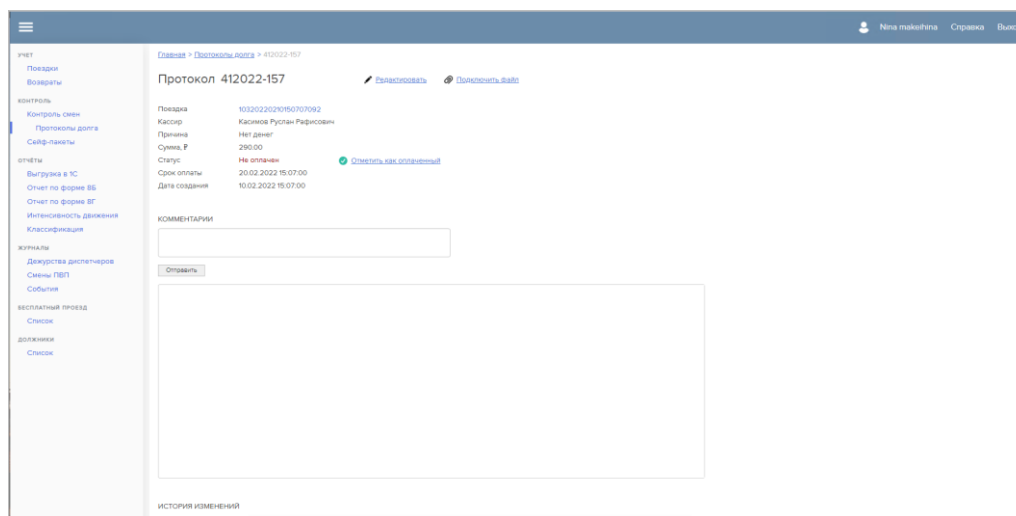 Nina makeihina Справка Выхо
УЧЕТ
Поездки
Возвраты
КОНТРОЛЬ
Контроль смен
Протоколы долга
Сейф-пакеты
ОТЧЁТЫ
Выгрузка в 1С
Отчет по форме 8Б
Отчет по форме 8Г
Интенсивность движения
Классификация
ЖУРНАЛЫ
Дежурства диспетчеров
Смены ПВП
События
БЕСПЛАТНЫЙ ПРОЕЗД
Список
ДОЛЖНИКИ
Список
Главная > Протоколы долга > 412022-157
Протокол 412022-157 Редактировать Подключить файл
Поездка 10320220210150707092
Кассир Касимов Руслан Рафисович
Причина Нет денег
Сумма, ₽ 290.00
Статус Не оплачен Отметить как оплаченный
Срок оплаты 20.02.2022 15:07:00
Дата создания 10.02.2022 15:07:00
КОММЕНТАРИИ
Отправить
ИСТОРИЯ ИЗМЕНЕНИЙ